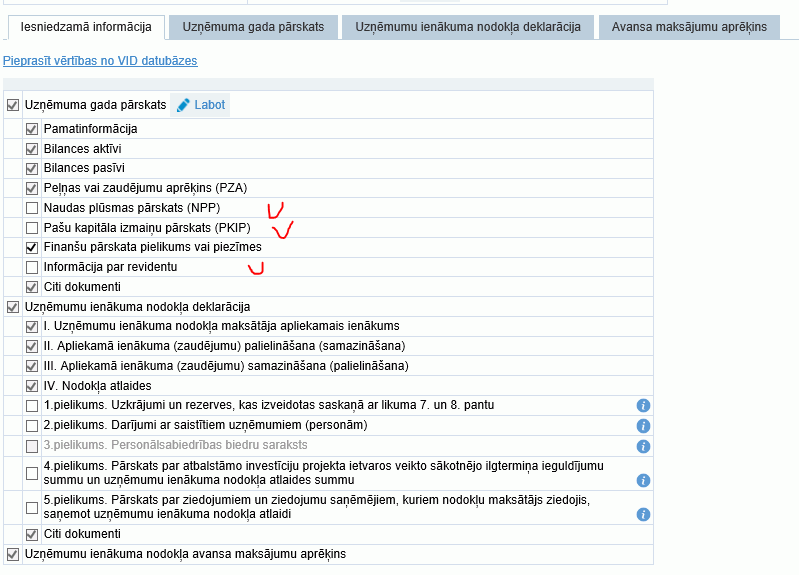 Iesniedzamā informācija
Uzņēmuma gada pārskats
Uzņēmumu ienākuma nodokļa deklarācija
Avansa maksājumu aprēķins
Pieprasīt vērtības no VID datubāzes
Uzņēmuma gada pārskats Labot
Pamatinformācija
Bilances aktīvi
Bilances pasīvi
Peļņas vai zaudējumu aprēķins (PZA)
Naudas plūsmas pārskats (NPP)
Pašu kapitāla izmaiņu pārskats (PKIP)
Finanšu pārskata pielikums vai piezīmes
Informācija par revidentu
Citi dokumenti
Uzņēmumu ienākuma nodokļa deklarācija
I. Uzņēmumu ienākuma nodokļa maksātāja apliekamais ienākums
II. Apliekamā ienākuma (zaudējumu) palielināšana (samazināšana)
III. Apliekamā ienākuma (zaudējumu) samazināšana (palielināšana)
IV. Nodokļa atlaides
1.pielikums. Uzkrājumi un rezerves, kas izveidotas saskaņā ar likuma 7. un 8. pantu
2.pielikums. Darījumi ar saistītiem uzņēmumiem (personām)
3.pielikums. Personālsabiedrības biedru saraksts
4.pielikums. Pārskats par atbalstāmo investīciju projekta ietvaros veikto sākotnējo ilgtermiņa ieguldījumu
summu un uzņēmumu ienākuma nodokļa atlaides summu
5.pielikums. Pārskats par ziedojumiem un ziedojumu saņēmējiem, kuriem nodokļu maksātājs ziedojis,
saņemot uzņēmumu ienākuma nodokļa atlaidi
Citi dokumenti
Uzņēmumu ienākuma nodokļa avansa maksājumu aprēķins